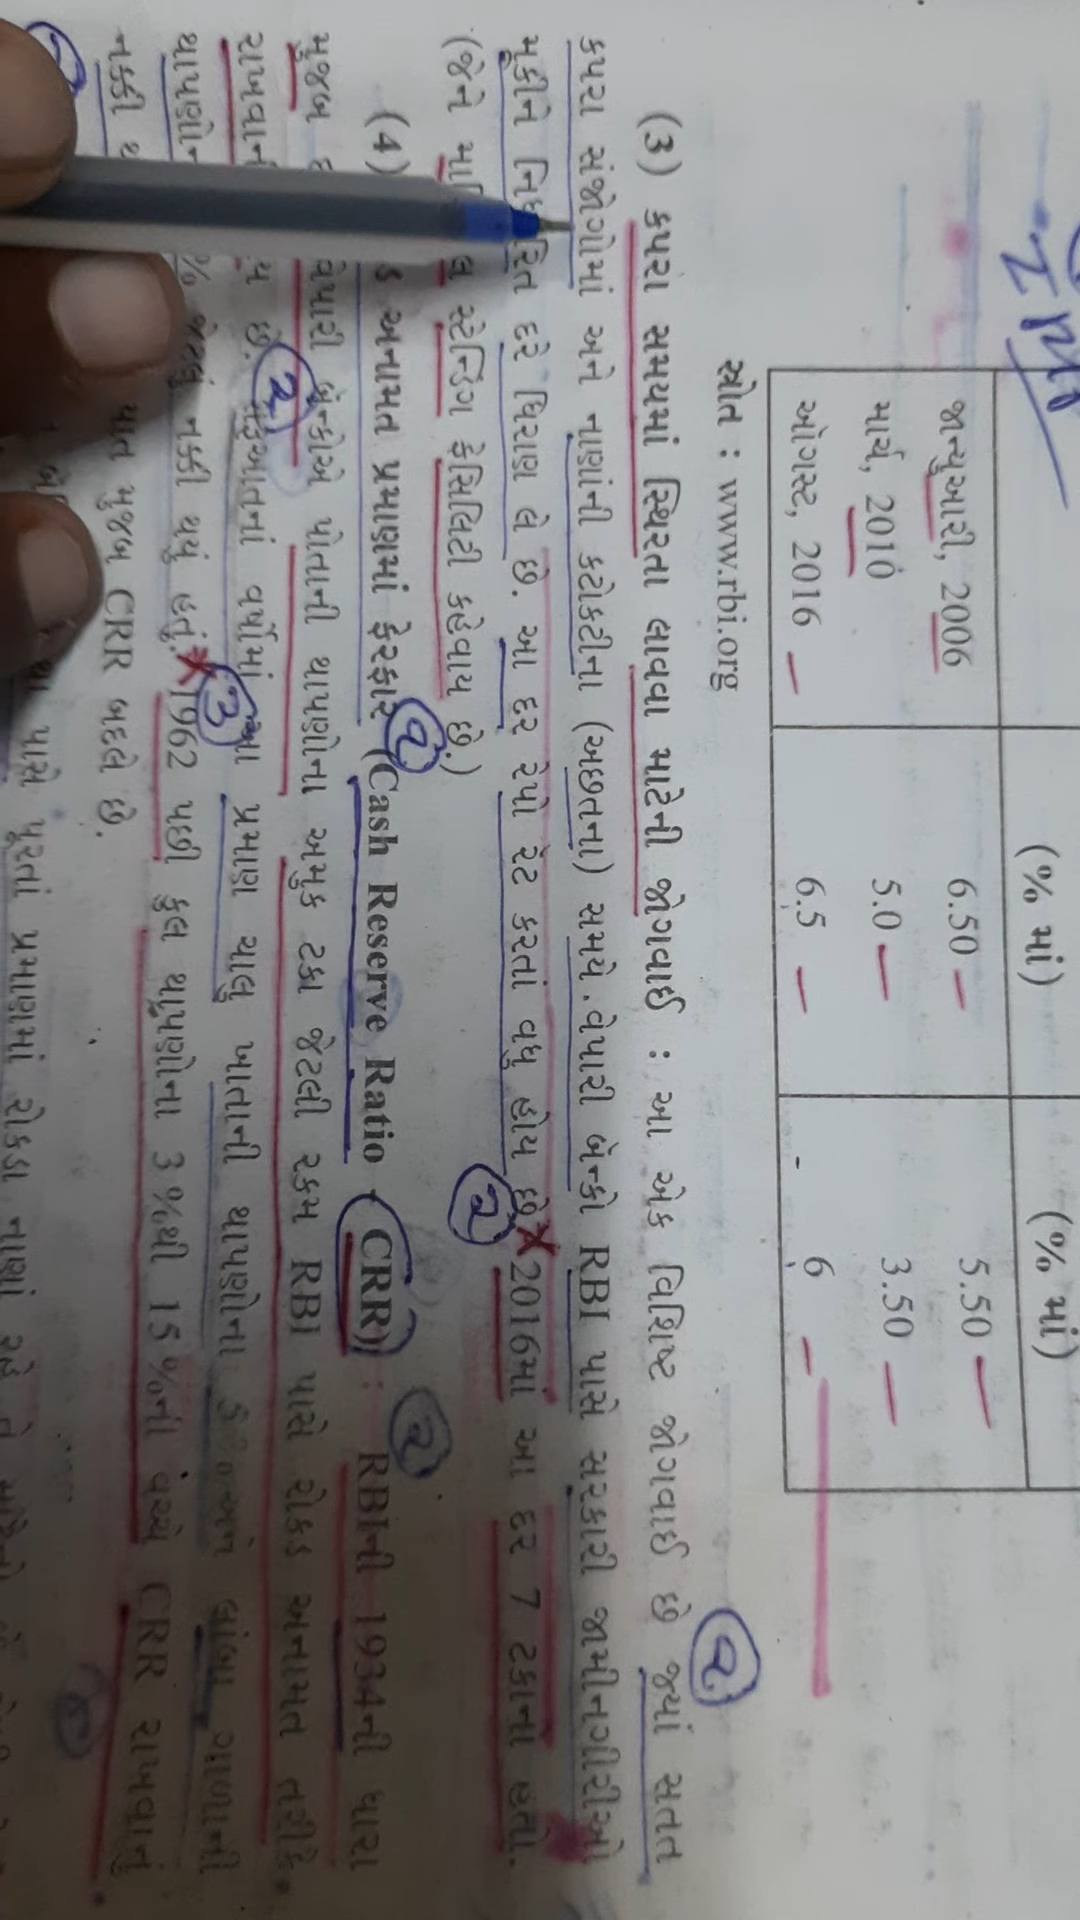 Imp
(% માં) (% માં)
જાન્યુઆરી, 2006 6.50 5.50
માર્ચ, 2010 5.0 3.50
ઓગસ્ટ, 2016 6.5 6
સ્રોત : www.rbi.org
(3) કપરા સમયમાં સ્થિરતા લાવવા માટેની જોગવાઈ : આ એક વિશિષ્ટ જોગવાઈ છે જ્યાં સતત
કપરા સંજોગોમાં અને નાણાંની કટોકટીના (અછતના) સમયે વેપારી બેન્કો RBI પાસે સરકારી જામીનગીરીઓ
મૂકીને દરે ધિરાણ લે છે. આ દર રેપો રેટ કરતાં વધુ હોય છે 2016માં આ દર 7 ટકાનો હતો.
(જેને સ્ટેન્ડિંગ ફેસિલિટી કહેવાય છે.)
(4) અનામત પ્રમાણમાં ફેરફાર (Cash Reserve Ratio - CRR) : RBIની 1934ની ધારા
મુજબ વેપારી બેન્કોએ પોતાની થાપણોના અમુક ટકા જેટલી રકમ RBI પાસે રોકડ અનામત તરીકે
છે. શરૂઆતનાં વર્ષોમાં આ પ્રમાણ ચાલુ ખાતાની થાપણોના 5 લાંબા ગાળાની
% જેટલું નક્કી થયું હતું. 1962 પછી કુલ થાપણોના 3 %થી 15 %ની વચ્ચે CRR રાખવાનું
નક્કી મુજબ CRR બદલે છે.
પાસે પૂરતાં પ્રમાણમાં રોકડા નાણાં રહે તે